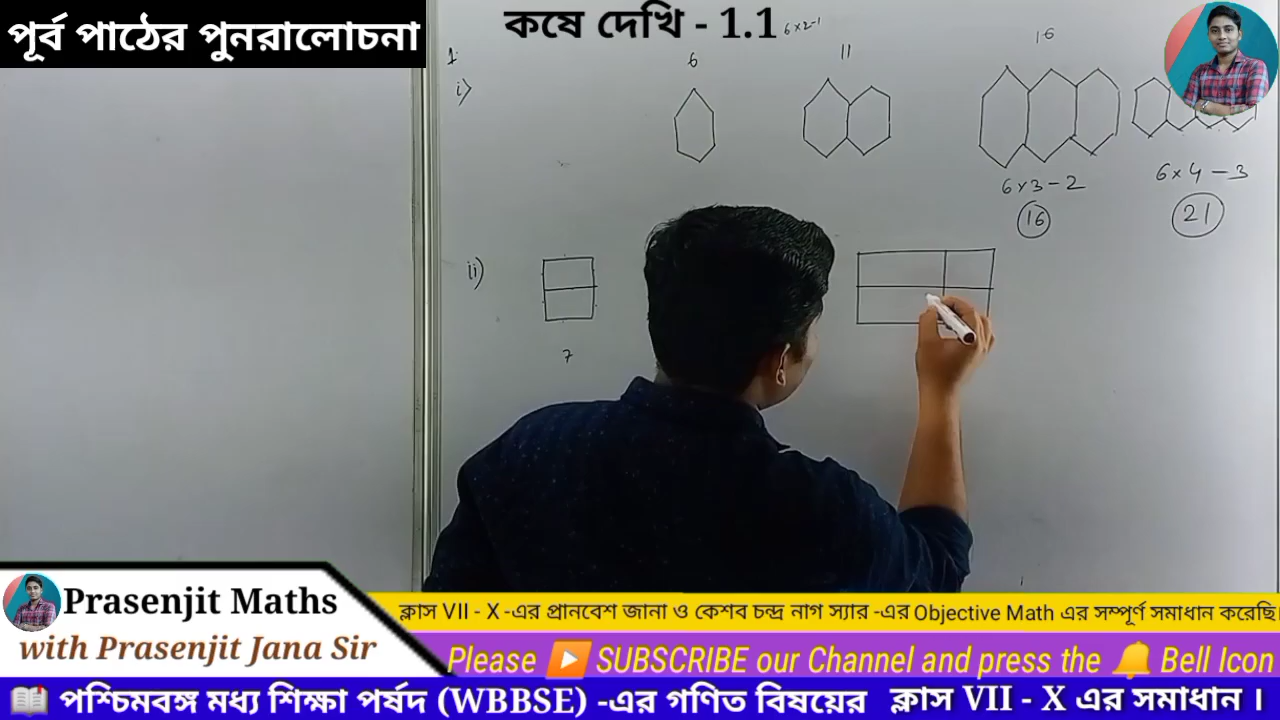 পূর্ব পাঠের পুনরালোচনা
কষে দেখি - 1.1
6×2-1
1.
i)
6
11
16
6×3-2
16
6×4-3
21
ii)
7
Prasenjit Maths
with Prasenjit Jana Sir
ক্লাস VII - X -এর প্রানবেশ জানা ও কেশব চন্দ্র নাগ স্যার -এর Objective Math এর সম্পূর্ণ সমাধান করেছি।
Please ▶️ SUBSCRIBE our Channel and press the 🔔 Bell Icon
📖 পশ্চিমবঙ্গ মধ্য শিক্ষা পর্ষদ (WBBSE) -এর গণিত বিষয়ের ক্লাস VII - X এর সমাধান ।